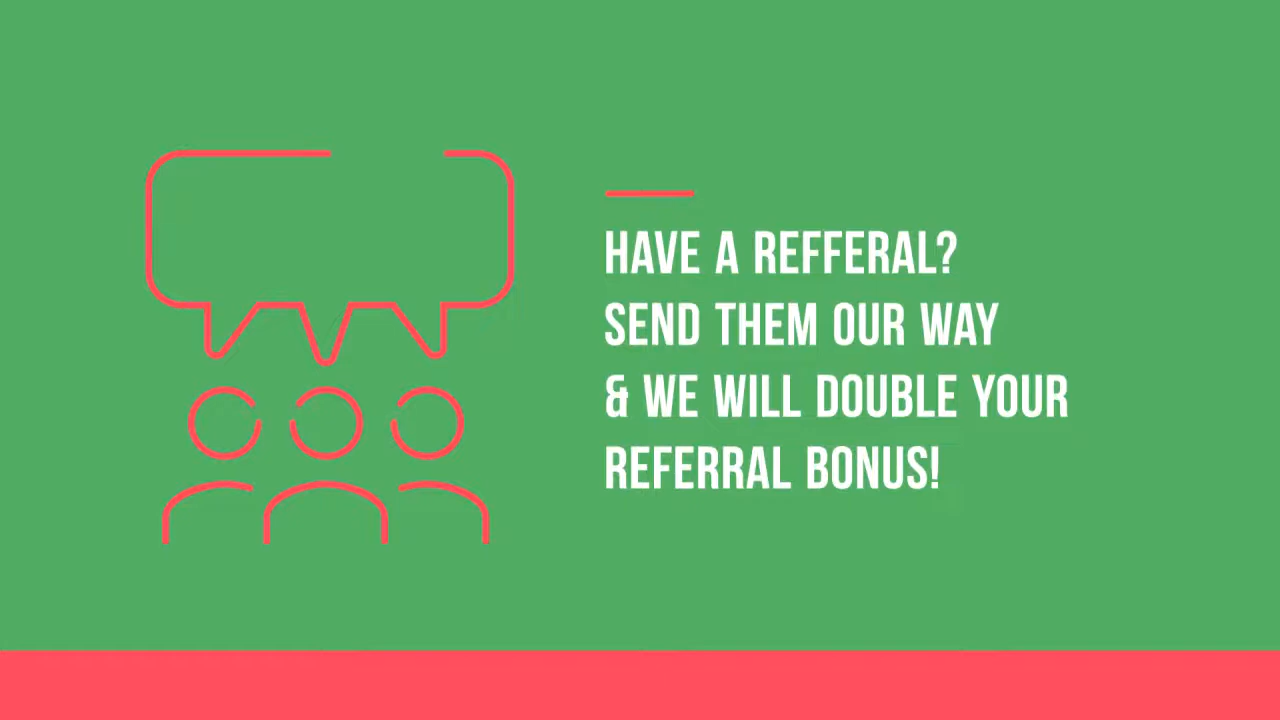 HAVE A REFFERAL?
SEND THEM OUR WAY
& WE WILL DOUBLE YOUR
REFERRAL BONUS!